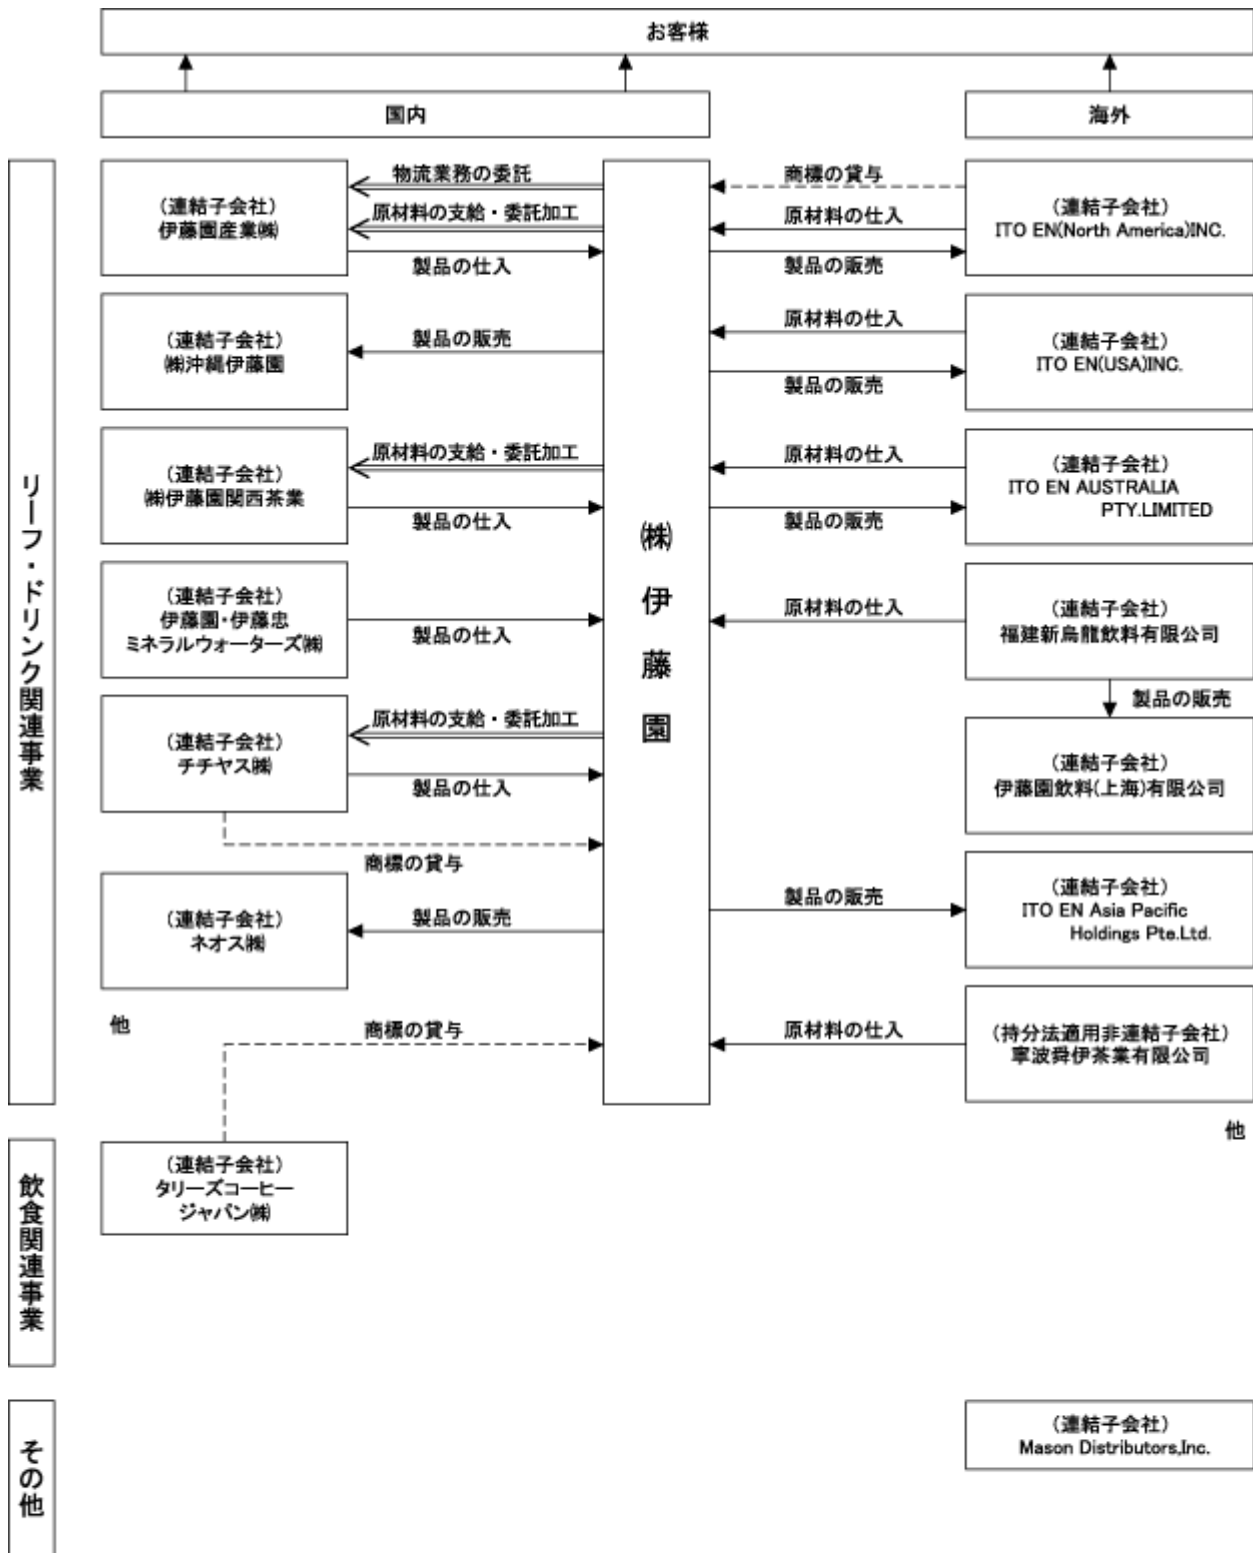 お客様
国内
海外
リーフ・ドリンク関連事業
(連結子会社)
伊藤園産業㈱
物流業務の委託
原材料の支給・委託加工
製品の仕入
(連結子会社)
㈱沖縄伊藤園
製品の販売
(連結子会社)
㈱伊藤園関西茶業
原材料の支給・委託加工
製品の仕入
(連結子会社)
伊藤園・伊藤忠
ミネラルウォーターズ㈱
製品の仕入
(連結子会社)
チチヤス㈱
原材料の支給・委託加工
製品の仕入
商標の貸与
(連結子会社)
ネオス㈱
製品の販売
他
商標の貸与
㈱伊藤園
商標の貸与
原材料の仕入
製品の販売
(連結子会社)
ITO EN(North America)INC.
原材料の仕入
製品の販売
(連結子会社)
ITO EN(USA)INC.
原材料の仕入
製品の販売
(連結子会社)
ITO EN AUSTRALIA
PTY.LIMITED
原材料の仕入
(連結子会社)
福建新烏龍飲料有限公司
製品の販売
(連結子会社)
伊藤園飲料(上海)有限公司
製品の販売
(連結子会社)
ITO EN Asia Pacific
Holdings Pte.Ltd.
原材料の仕入
(持分法適用非連結子会社)
寧波舜伊茶業有限公司
他
飲食関連事業
(連結子会社)
タリーズコーヒー
ジャパン㈱
その他
(連結子会社)
Mason Distributors,Inc.